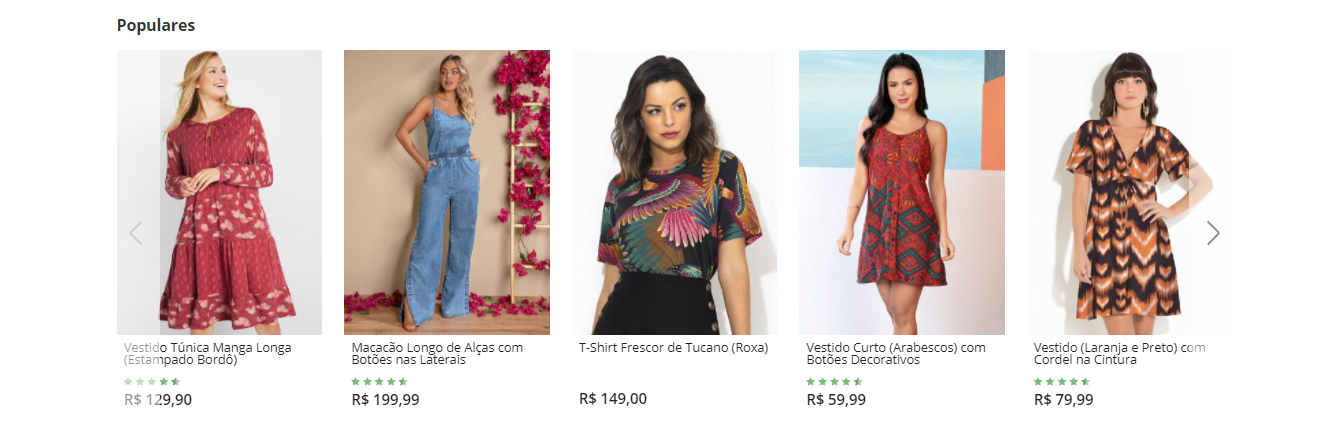 Populares
Vestido Túnica Manga Longa
(Estampado Bordô)
R$ 129,90
Macacão Longo de Alças com
Botões nas Laterais
R$ 199,99
T-Shirt Frescor de Tucano (Roxa)
R$ 149,00
Vestido Curto (Arabescos) com
Botões Decorativos
R$ 59,99
Vestido (Laranja e Preto) com
Cordel na Cintura
R$ 79,99